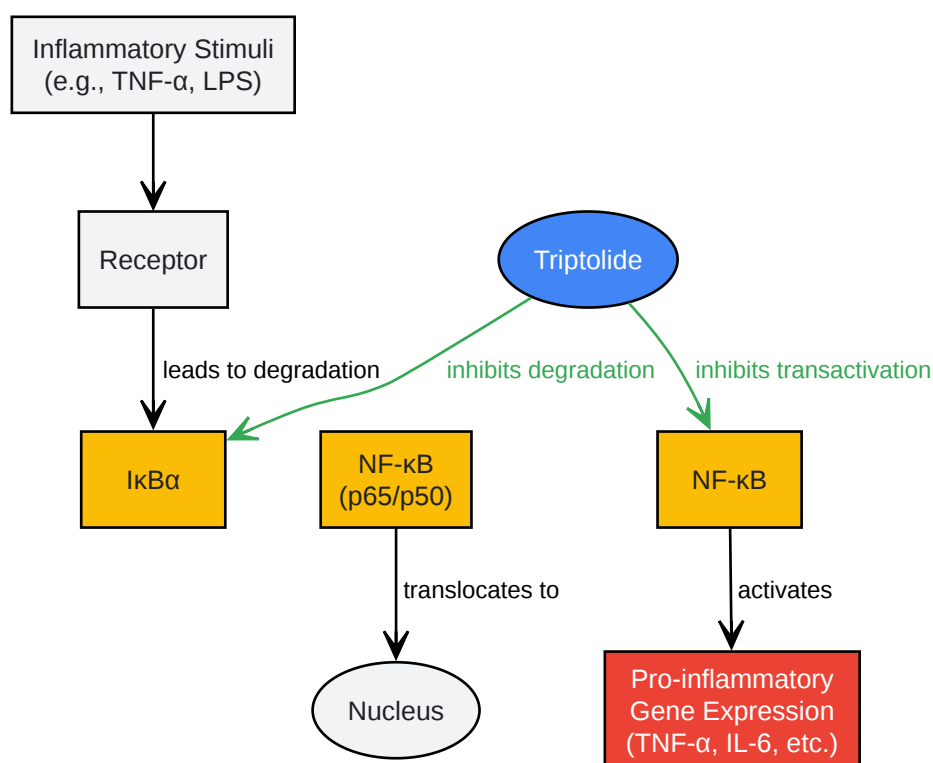 Inflammatory Stimuli
(e.g., TNF-α, LPS)
Receptor
Triptolide
leads to degradation
inhibits degradation
inhibits transactivation
IκBα
NF-κB
(p65/p50)
NF-κB
translocates to
activates
Nucleus
Pro-inflammatory
Gene Expression
(TNF-α, IL-6, etc.)